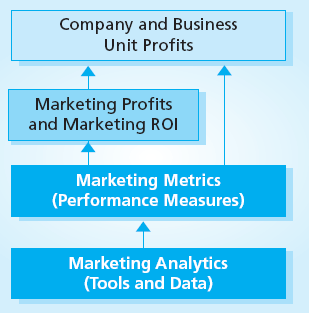 Company and Business
Unit Profits
Marketing Profits
and Marketing ROI
Marketing Metrics
(Performance Measures)
Marketing Analytics
(Tools and Data)